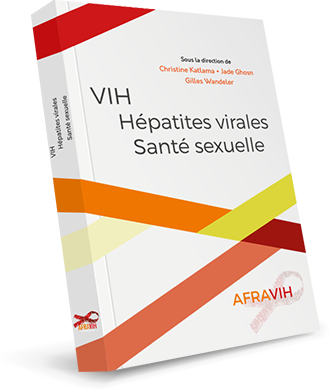 Sous la direction de
Christine Katlama • Jade Ghosn
Gilles Wandeler
VIH
Hépatites virales
Santé sexuelle
AFRAVIH
VIH
Hépatites virales
Santé sexuelle
AFRAVIH